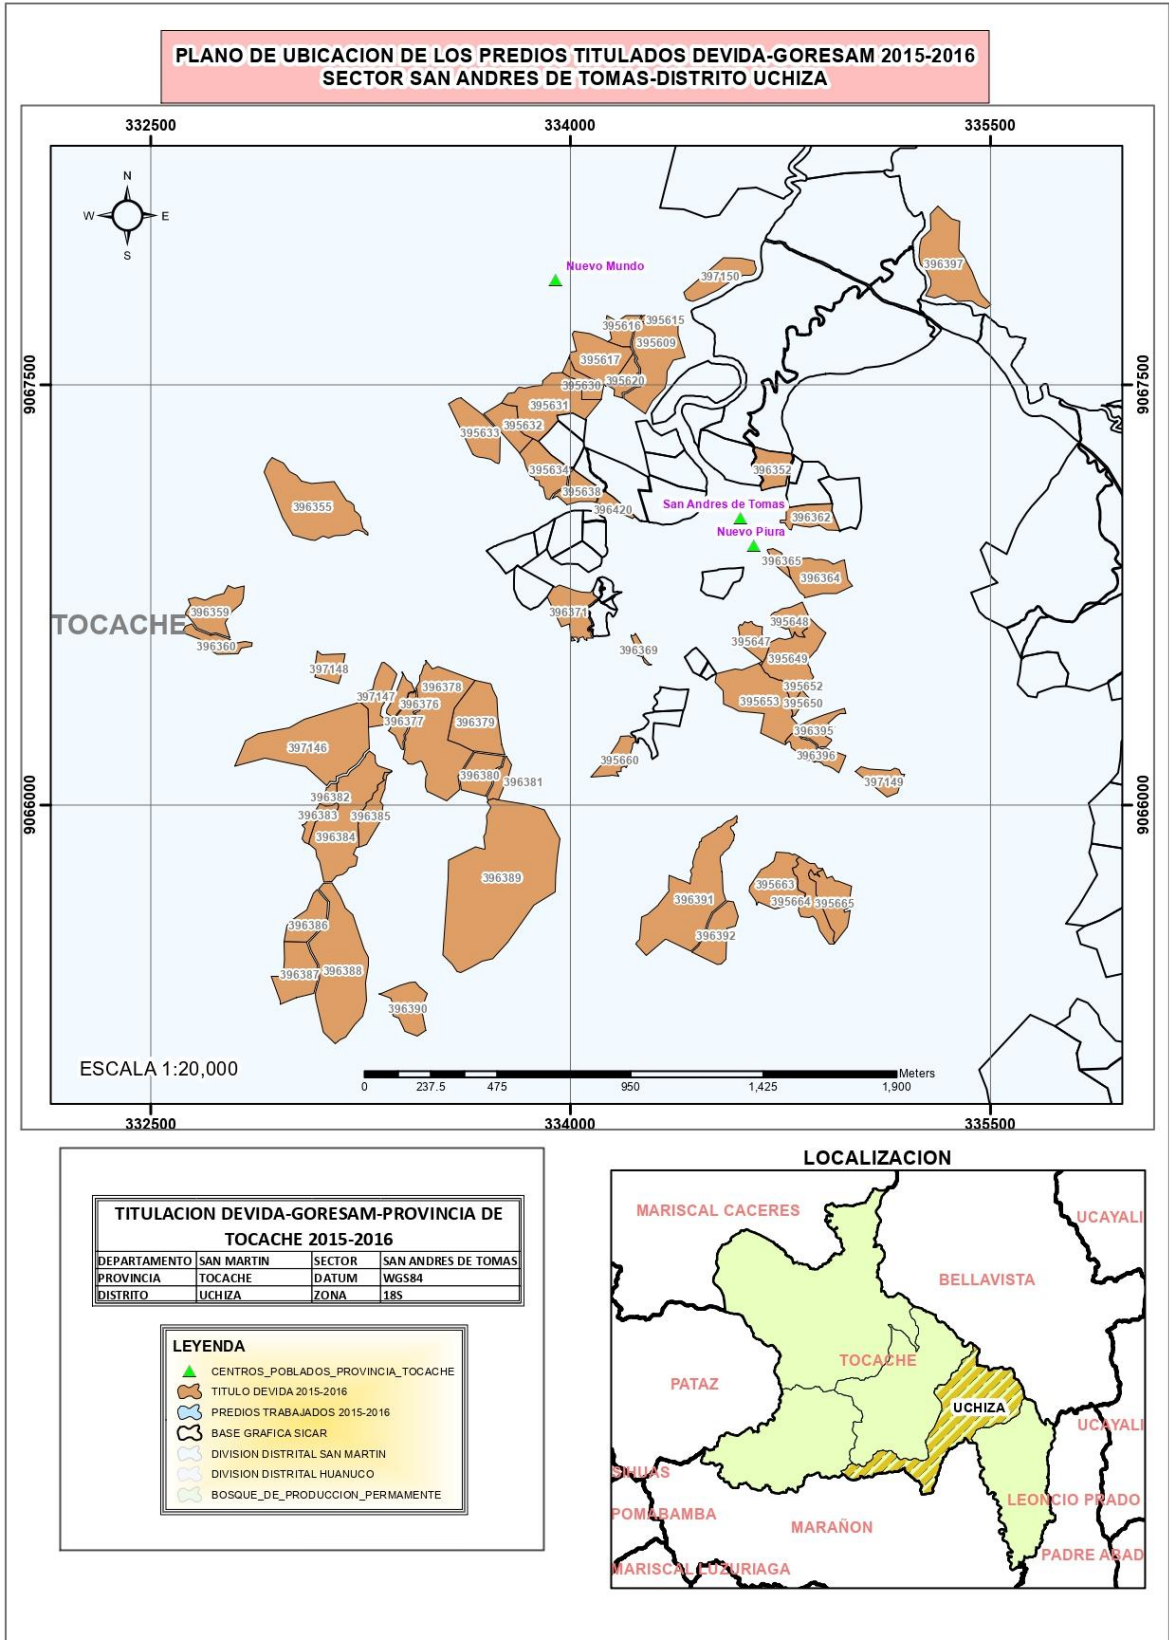 PLANO DE UBICACION DE LOS PREDIOS TITULADOS DEVIDA-GORESAM 2015-2016
SECTOR SAN ANDRES DE TOMAS-DISTRITO UCHIZA
332500
334000
335500
N
W
E
S
9067500
9067500
9066000
9066000
Nuevo Mundo
397150
396397
395616
395615
395609
395617
395630
395620
395631
395632
395633
395634
395638
396420
396352
San Andres de Tomas
396362
Nuevo Piura
396355
396365
396364
396359
TOCACHE
396360
396371
395648
395647
396369
395649
397148
396378
395652
397147
396376
395653
395650
396377
396379
396395
397146
396396
395660
396380
396381
397149
396382
396383
396385
396384
396389
395663
396391
395664
395665
396386
396392
396387
396388
396390
ESCALA 1:20,000
0
237.5
475
950
1,425
1,900
Meters
332500
334000
335500
TITULACION DEVIDA-GORESAM-PROVINCIA DE
TOCACHE 2015-2016
DEPARTAMENTO SAN MARTIN SECTOR SAN ANDRES DE TOMAS
PROVINCIA TOCACHE DATUM WGS84
DISTRITO UCHIZA ZONA 18S
LEYENDA
CENTROS_POBLADOS_PROVINCIA_TOCACHE
TITULO DEVIDA 2015-2016
PREDIOS TRABAJADOS 2015-2016
BASE GRAFICA SICAR
DIVISION DISTRITAL SAN MARTIN
DIVISION DISTRITAL HUANUCO
BOSQUE_DE_PRODUCCION_PERMAMENTE
LOCALIZACION
MARISCAL CACERES
UCAYALI
BELLAVISTA
TOCACHE
PATAZ
UCHIZA
UCAYALI
SIHUAS
LEONCIO PRADO
POMABAMBA
MARAÑON
PADRE ABAD
MARISCAL LUZURIAGA